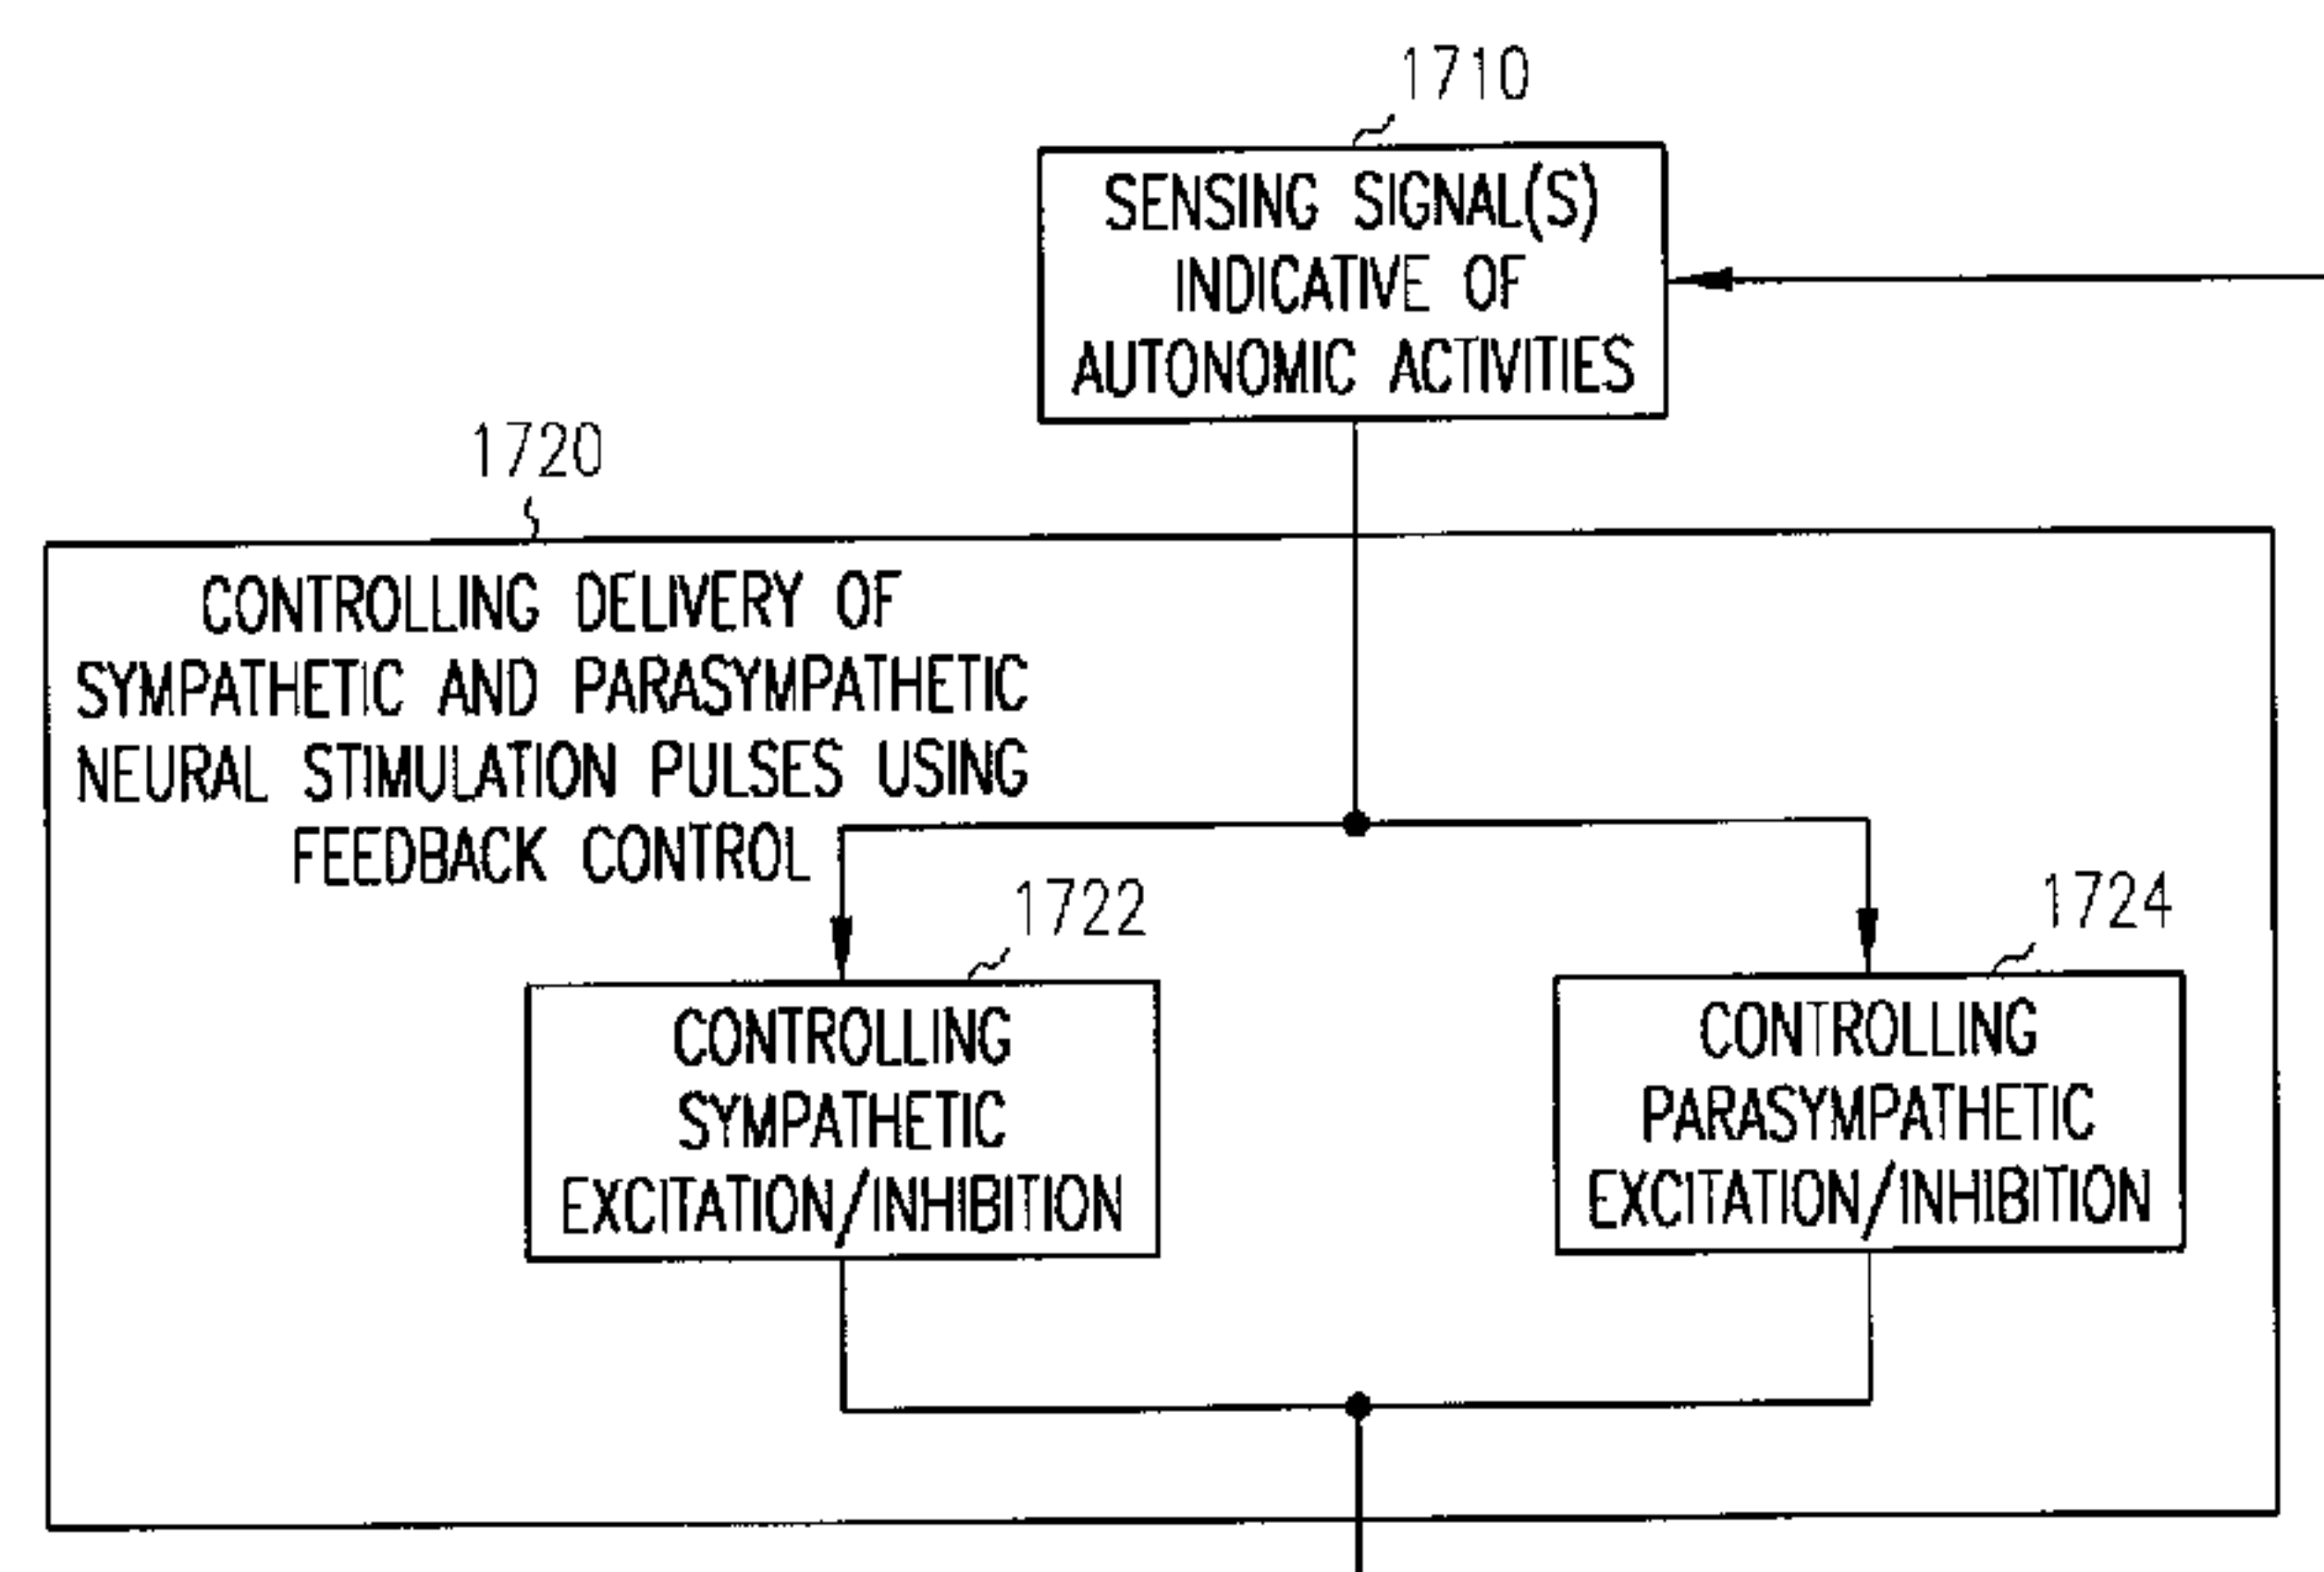 1710
SENSING SIGNAL(S)
INDICATIVE OF
AUTONOMIC ACTIVITIES
1720
CONTROLLING DELIVERY OF
SYMPATHETIC AND PARASYMPATHETIC
NEURAL STIMULATION PULSES USING
FEEDBACK CONTROL
1722
CONTROLLING
SYMPATHETIC
EXCITATION/INHIBITION
1724
CONTROLLING
PARASYMPATHETIC
EXCITATION/INHIBITION